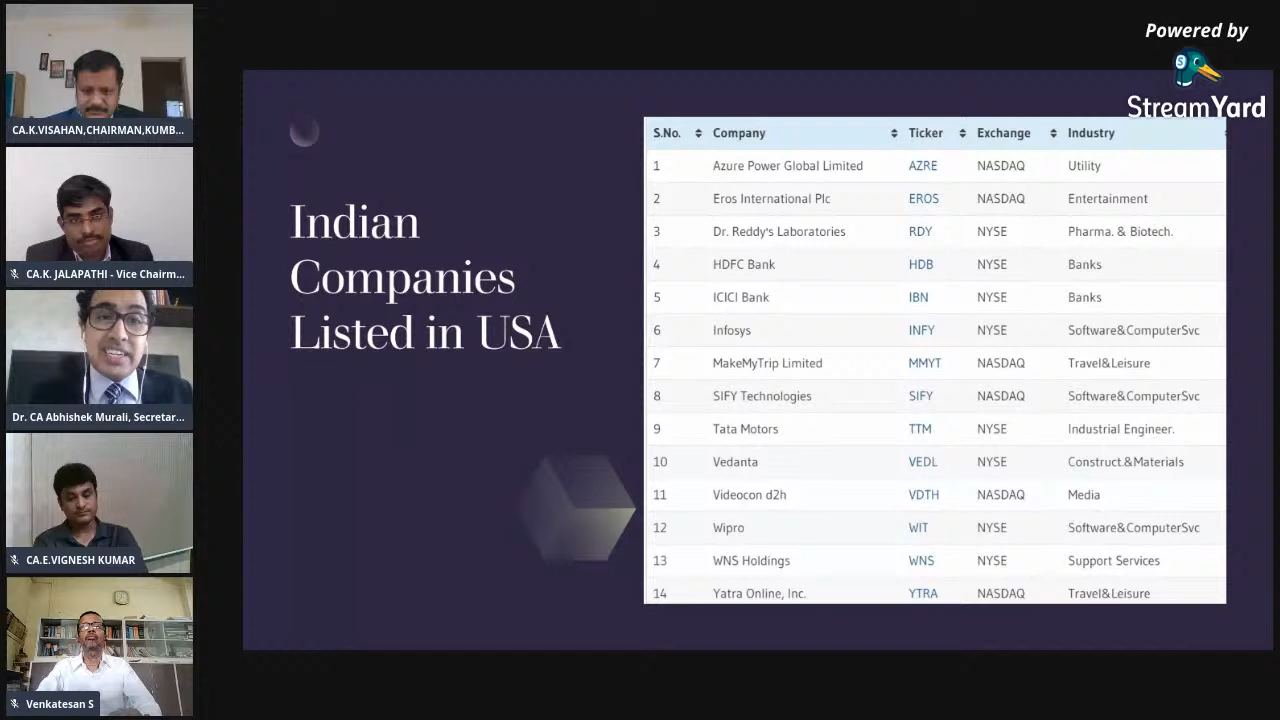 Powered by
StreamYard
CA.K.VISAHAN,CHAIRMAN,KUMB...
CA.K. JALAPATHI - Vice Chairm...
Dr. CA Abhishek Murali, Secretar...
CA.E.VIGNESH KUMAR
Venkatesan S
Indian
Companies
Listed in USA
S.No. Company Ticker Exchange Industry
1 Azure Power Global Limited AZRE NASDAQ Utility
2 Eros International Plc EROS NASDAQ Entertainment
3 Dr. Reddy's Laboratories RDY NYSE Pharma. & Biotech.
4 HDFC Bank HDB NYSE Banks
5 ICICI Bank IBN NYSE Banks
6 Infosys INFY NYSE Software&ComputerSvc
7 MakeMyTrip Limited MMYT NASDAQ Travel&Leisure
8 SIFY Technologies SIFY NASDAQ Software&ComputerSvc
9 Tata Motors TTM NYSE Industrial Engineer.
10 Vedanta VEDL NYSE Construct.&Materials
11 Videocon d2h VDTH NASDAQ Media
12 Wipro WIT NYSE Software&ComputerSvc
13 WNS Holdings WNS NYSE Support Services
14 Yatra Online, Inc. YTRA NASDAQ Travel&Leisure